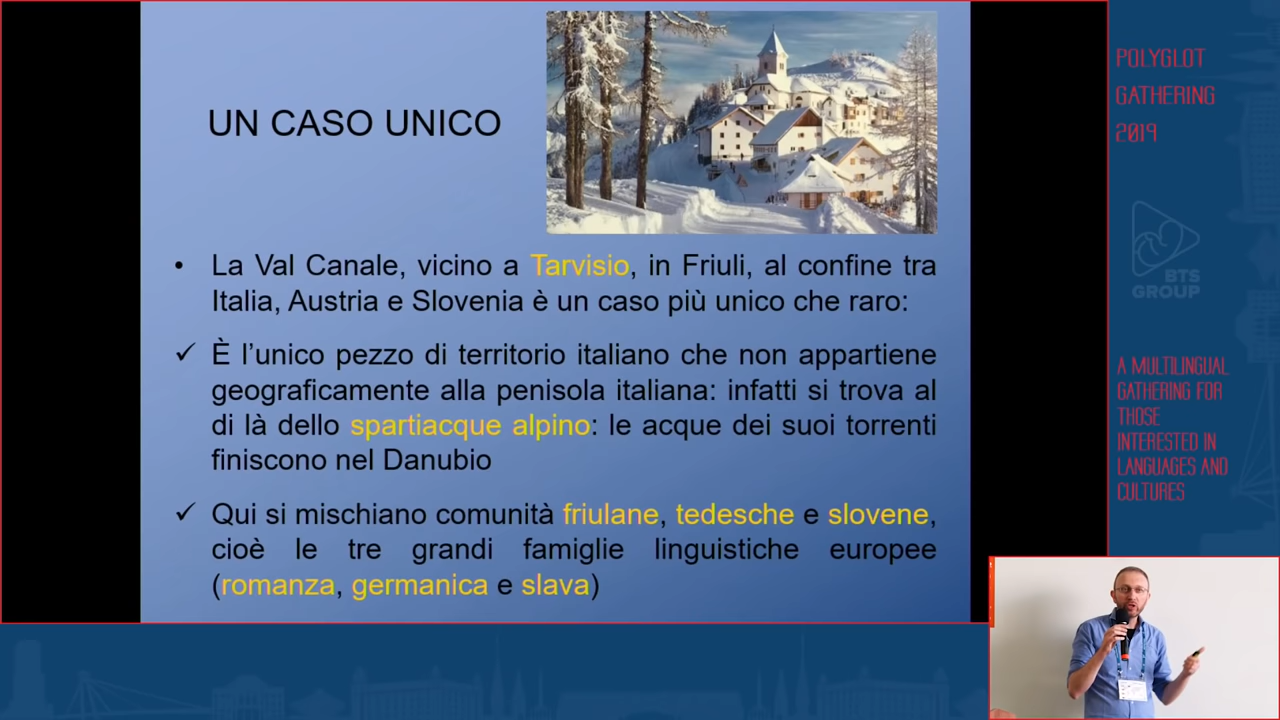 UN CASO UNICO
• La Val Canale, vicino a Tarvisio, in Friuli, al confine tra
Italia, Austria e Slovenia è un caso più unico che raro:
✓ È l’unico pezzo di territorio italiano che non appartiene
geograficamente alla penisola italiana: infatti si trova al
di là dello spartiacque alpino: le acque dei suoi torrenti
finiscono nel Danubio
✓ Qui si mischiano comunità friulane, tedesche e slovene,
cioè le tre grandi famiglie linguistiche europee
(romanza, germanica e slava)
POLYGLOT
GATHERING
2019
BTS
GROUP
A MULTILINGUAL
GATHERING FOR
THOSE
INTERESTED IN
LANGUAGES AND
CULTURES